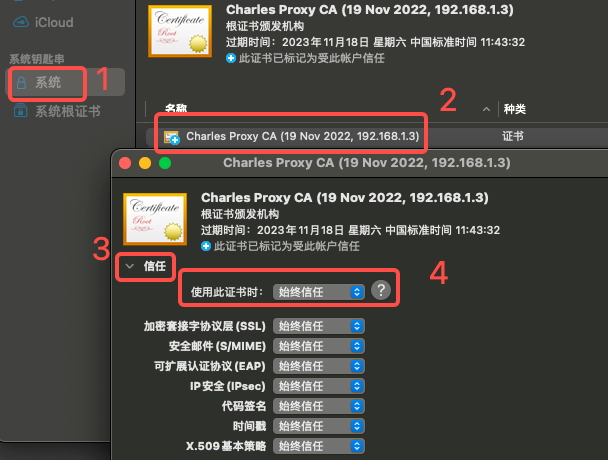 iCloud
系统钥匙串
系统
系统根证书
1
Certificate
Root
Charles Proxy CA (19 Nov 2022, 192.168.1.3)
根证书颁发机构
过期时间：2023年11月18日 星期六 中国标准时间 11:43:32
此证书已标记为受此帐户信任
2
名称
种类
Charles Proxy CA (19 Nov 2022, 192.168.1.3)
证书
Charles Proxy CA (19 Nov 2022, 192.168.1.3)
Certificate
Root
Charles Proxy CA (19 Nov 2022, 192.168.1.3)
根证书颁发机构
过期时间：2023年11月18日 星期六 中国标准时间 11:43:32
此证书已标记为受此帐户信任
3
信任
4
使用此证书时： 始终信任 ?
加密套接字协议层 (SSL) 始终信任
安全邮件 (S/MIME) 始终信任
可扩展认证协议 (EAP) 始终信任
IP 安全 (IPsec) 始终信任
代码签名 始终信任
时间戳 始终信任
X.509 基本策略 始终信任